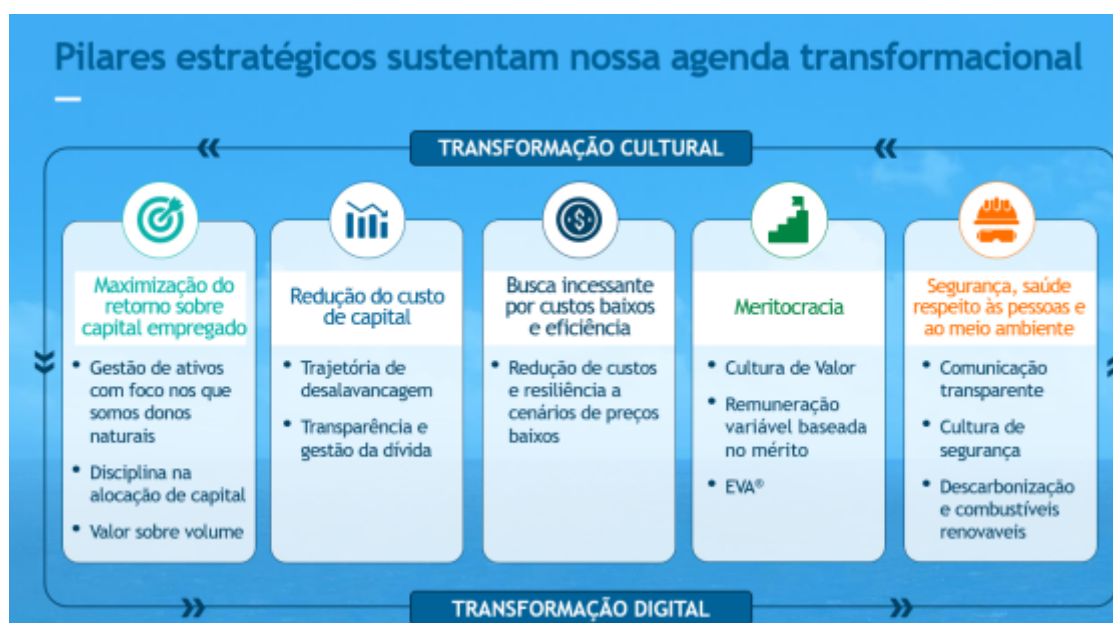 Pilares estratégicos sustentam nossa agenda transformacional
TRANSFORMAÇÃO CULTURAL
Maximização do
retorno sobre
capital empregado
• Gestão de ativos
com foco nos que
somos donos
naturais
• Disciplina na
alocação de capital
• Valor sobre volume
Redução do custo
de capital
• Trajetória de
desalavancagem
• Transparência e
gestão da dívida
Busca incessante
por custos baixos
e eficiência
• Redução de custos
e resiliência a
cenários de preços
baixos
Meritocracia
• Cultura de Valor
• Remuneração
variável baseada
no mérito
• EVA®
Segurança, saúde
respeito às pessoas e
ao meio ambiente
• Comunicação
transparente
• Cultura de
segurança
• Descarbonização
e combustíveis
renovaveis
TRANSFORMAÇÃO DIGITAL